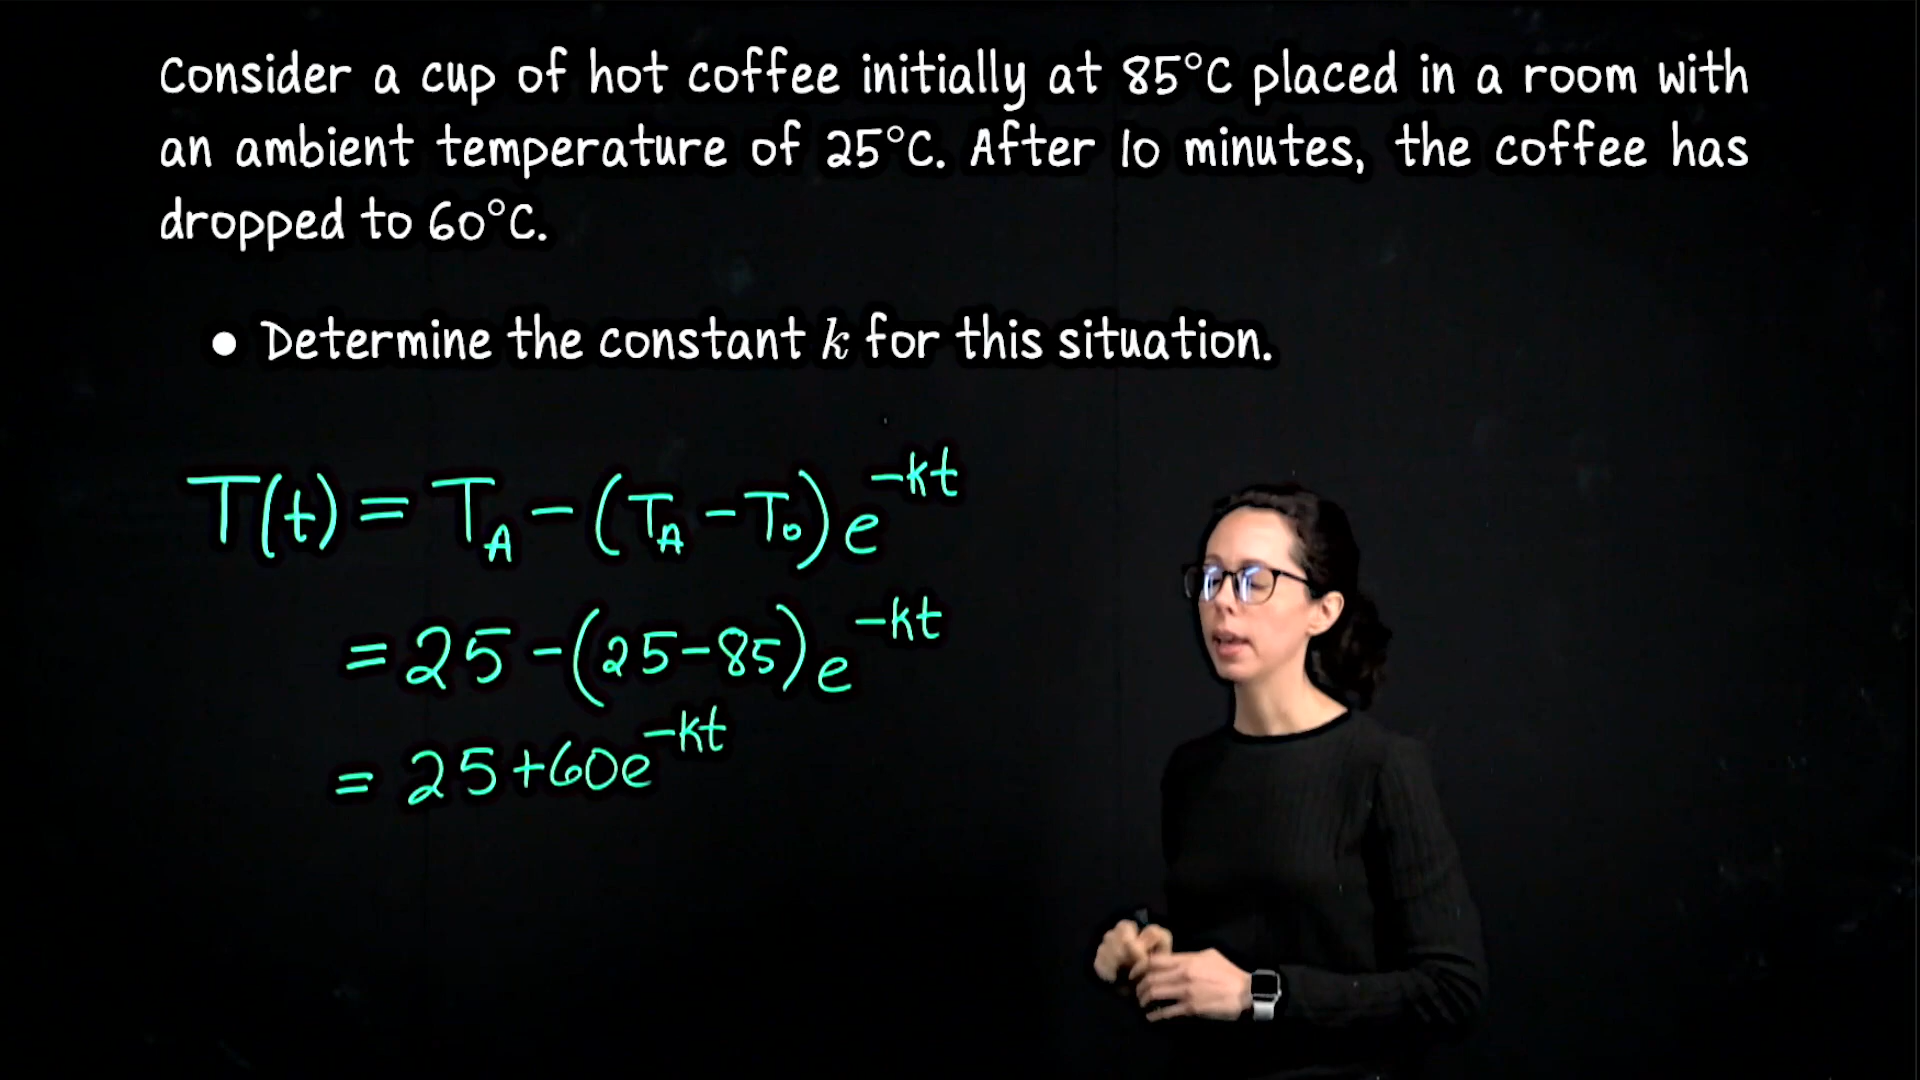 Consider a cup of hot coffee initially at 85°C placed in a room with
an ambient temperature of 25°C. After 10 minutes, the coffee has
dropped to 60°C.
• Determine the constant k for this situation.
T(t) = T_A - (T_A - T_0) e^{-kt}
= 25 - (25 - 85) e^{-kt}
= 25 + 60e^{-kt}